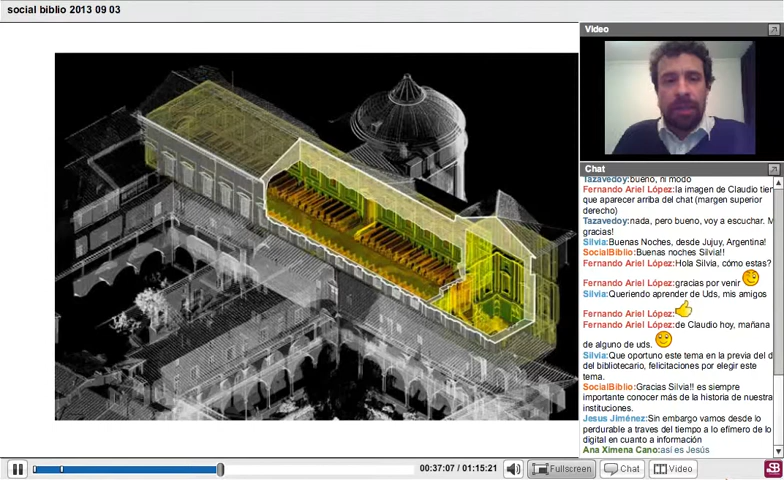 social biblio 2013 09 03
Video
Chat
Tazavedoy:bueno, ni modo
Fernando Ariel López:la imagen de Claudio tien
que aparecer arriba del chat (margen superior
derecho)
Tazavedoy:nada, pero bueno, voy a escuchar. M
gracias!
Silvia:Buenas Noches, desde Jujuy, Argentina!
SocialBiblio:Buenas noches Silvia!!
Fernando Ariel López:Hola Silvia, cómo estas?
Fernando Ariel López:gracias por venir
Silvia:Queriendo aprender de Uds, mis amigos
Fernando Ariel López:
Fernando Ariel López:de Claudio hoy, mañana
de alguno de uds.
Silvia:Que oportuno este tema en la previa del d
del bibliotecario, felicitaciones por elegir este
tema.
SocialBiblio:Gracias Silvia!! es siempre
importante conocer más de la historia de nuestra
instituciones.
Jesus Jiménez:Sin embargo vamos desde lo
perdurable a traves del tiempo a lo efímero de lo
digital en cuanto a información
Ana Ximena Cano:asi es Jesús
00:37:07 / 01:15:21
Fullscreen
Chat
Video
SB